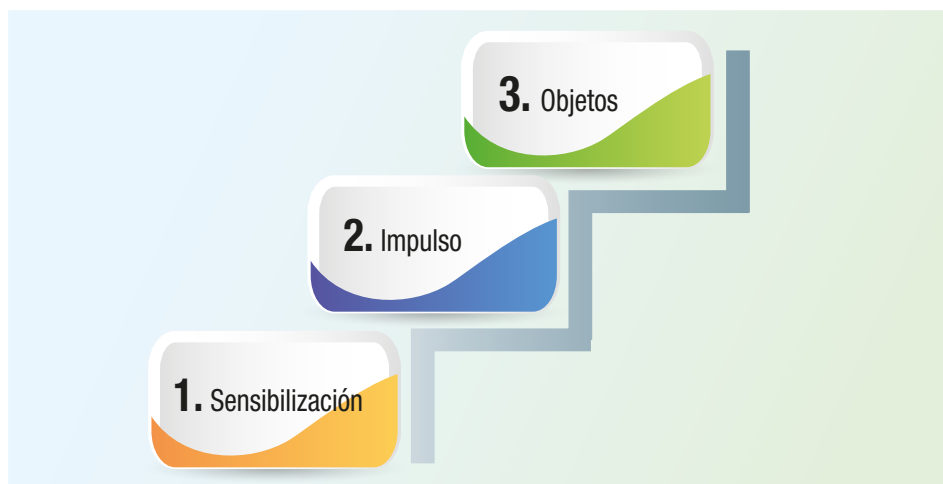 3. Objetos
2. Impulso
1. Sensibilización